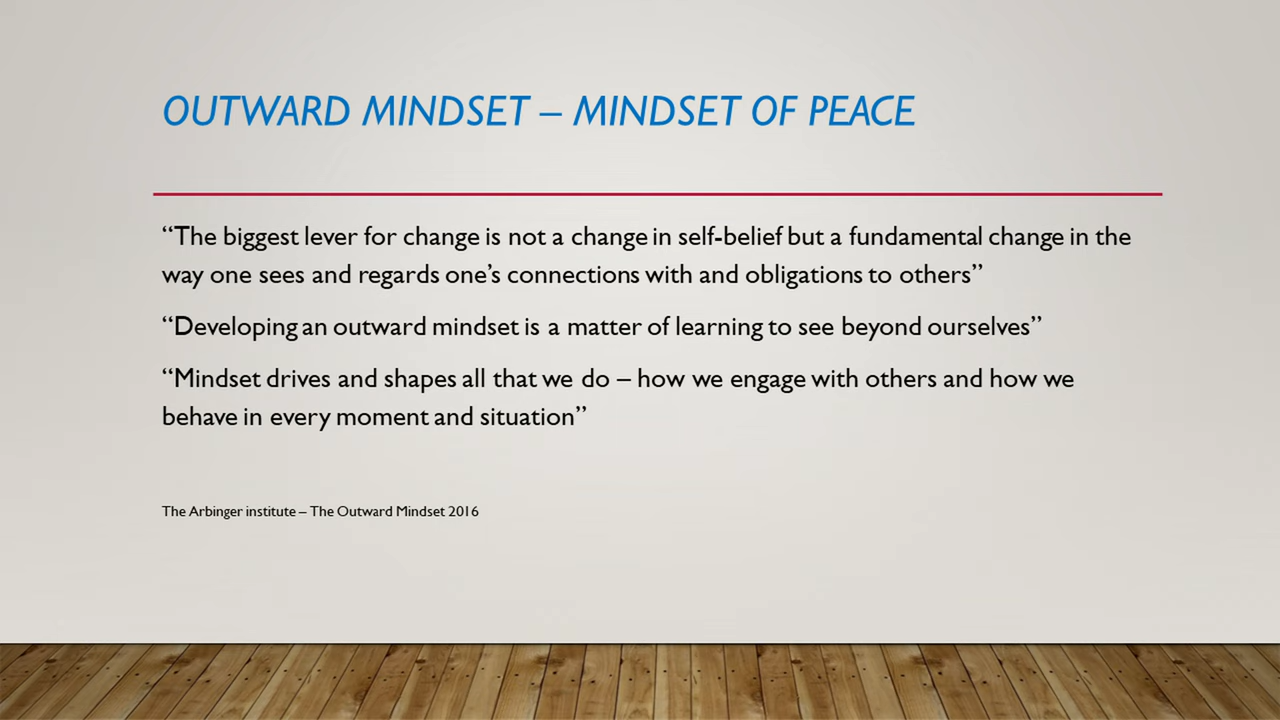 OUTWARD MINDSET – MINDSET OF PEACE
“The biggest lever for change is not a change in self-belief but a fundamental change in the
way one sees and regards one’s connections with and obligations to others”
“Developing an outward mindset is a matter of learning to see beyond ourselves”
“Mindset drives and shapes all that we do – how we engage with others and how we
behave in every moment and situation”
The Arbinger institute – The Outward Mindset 2016